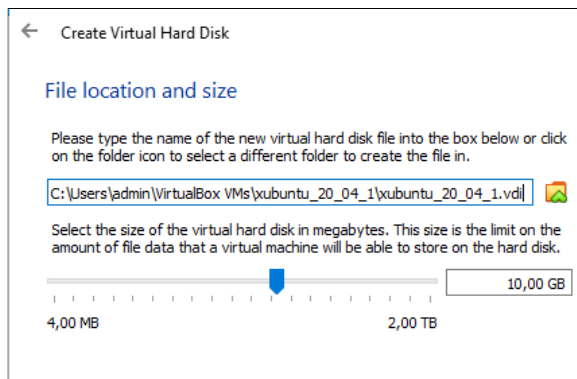 Create Virtual Hard Disk
File location and size
Please type the name of the new virtual hard disk file into the box below or click
on the folder icon to select a different folder to create the file in.
C:\Users\admin\VirtualBox VMs\xubuntu_20_04_1\xubuntu_20_04_1.vdi
Select the size of the virtual hard disk in megabytes. This size is the limit on the
amount of file data that a virtual machine will be able to store on the hard disk.
10,00 GB
4,00 MB 2,00 TB